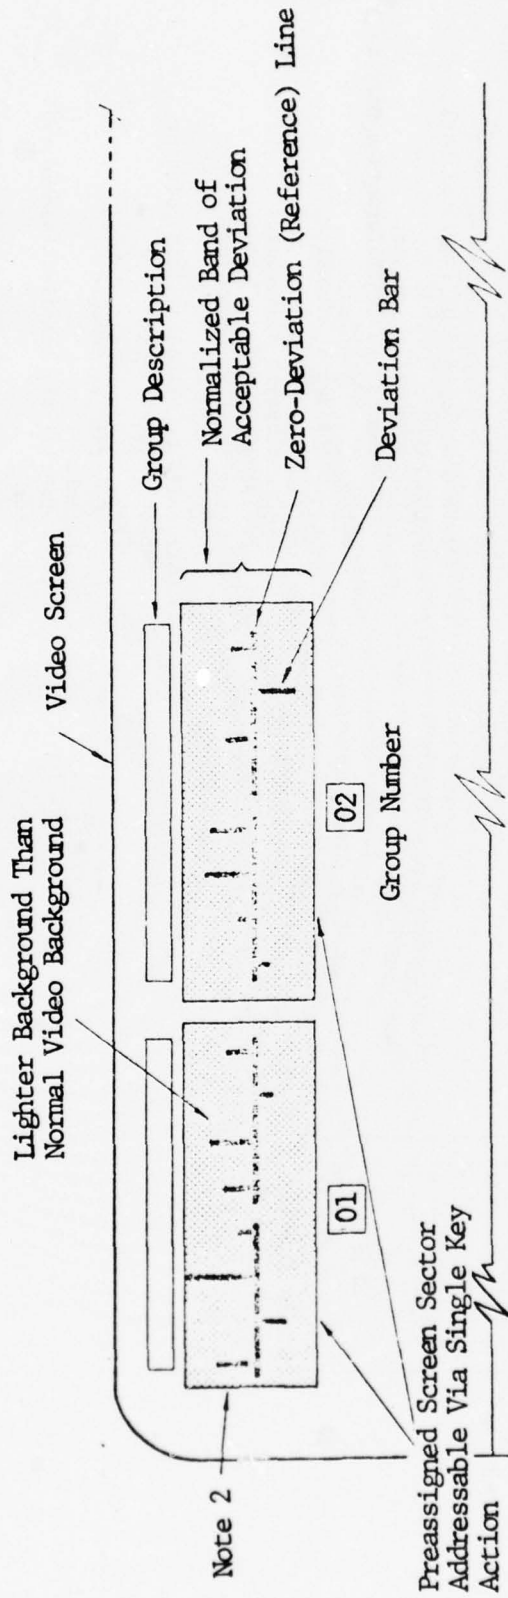 Lighter Background Than
Normal Video Background
Video Screen
Group Description
Normalized Band of
Acceptable Deviation
Zero-Deviation (Reference) Line
Deviation Bar
Note 2
01
02
Group Number
Preassigned Screen Sector
Addressable Via Single Key
Action